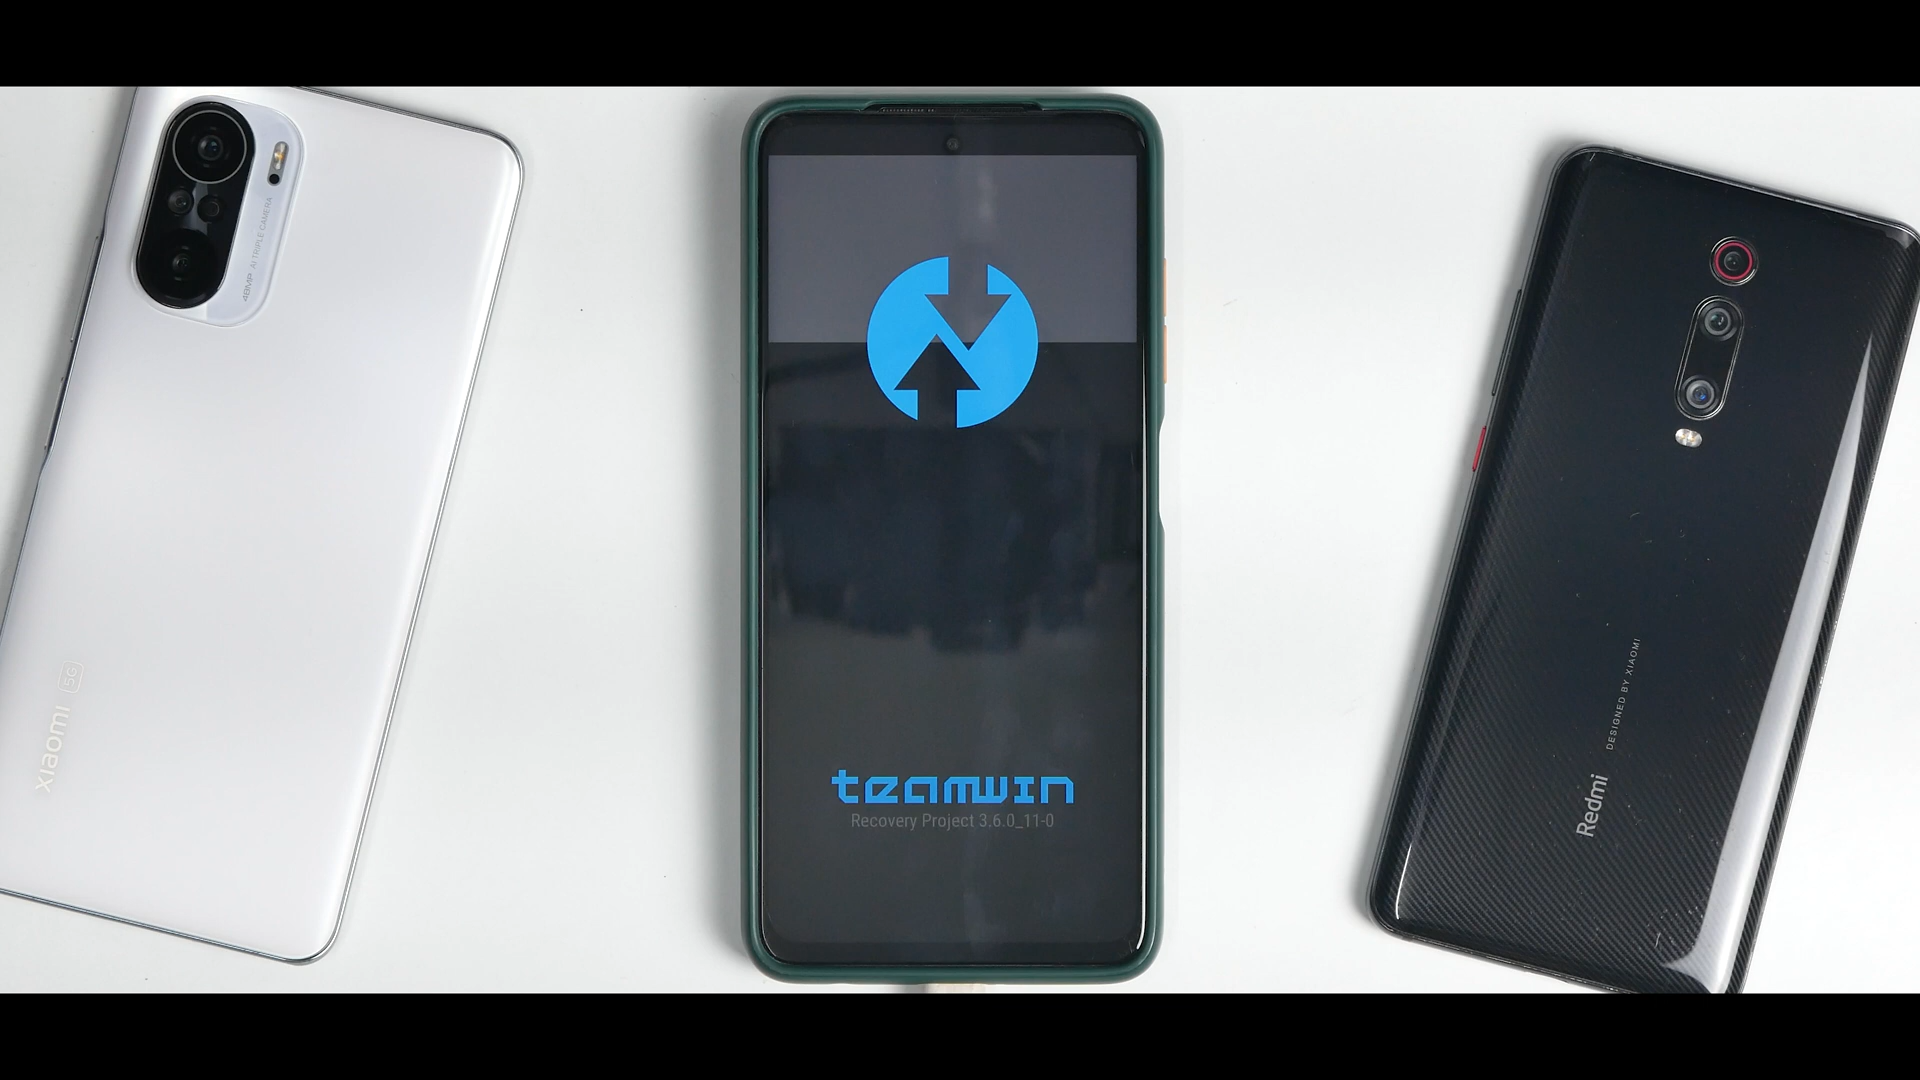 48MP AI TRIPLE CAMERA
xiaomi 5G
teamwin
Recovery Project 3.6.0_11-0
Redmi
DESIGNED BY XIAOMI